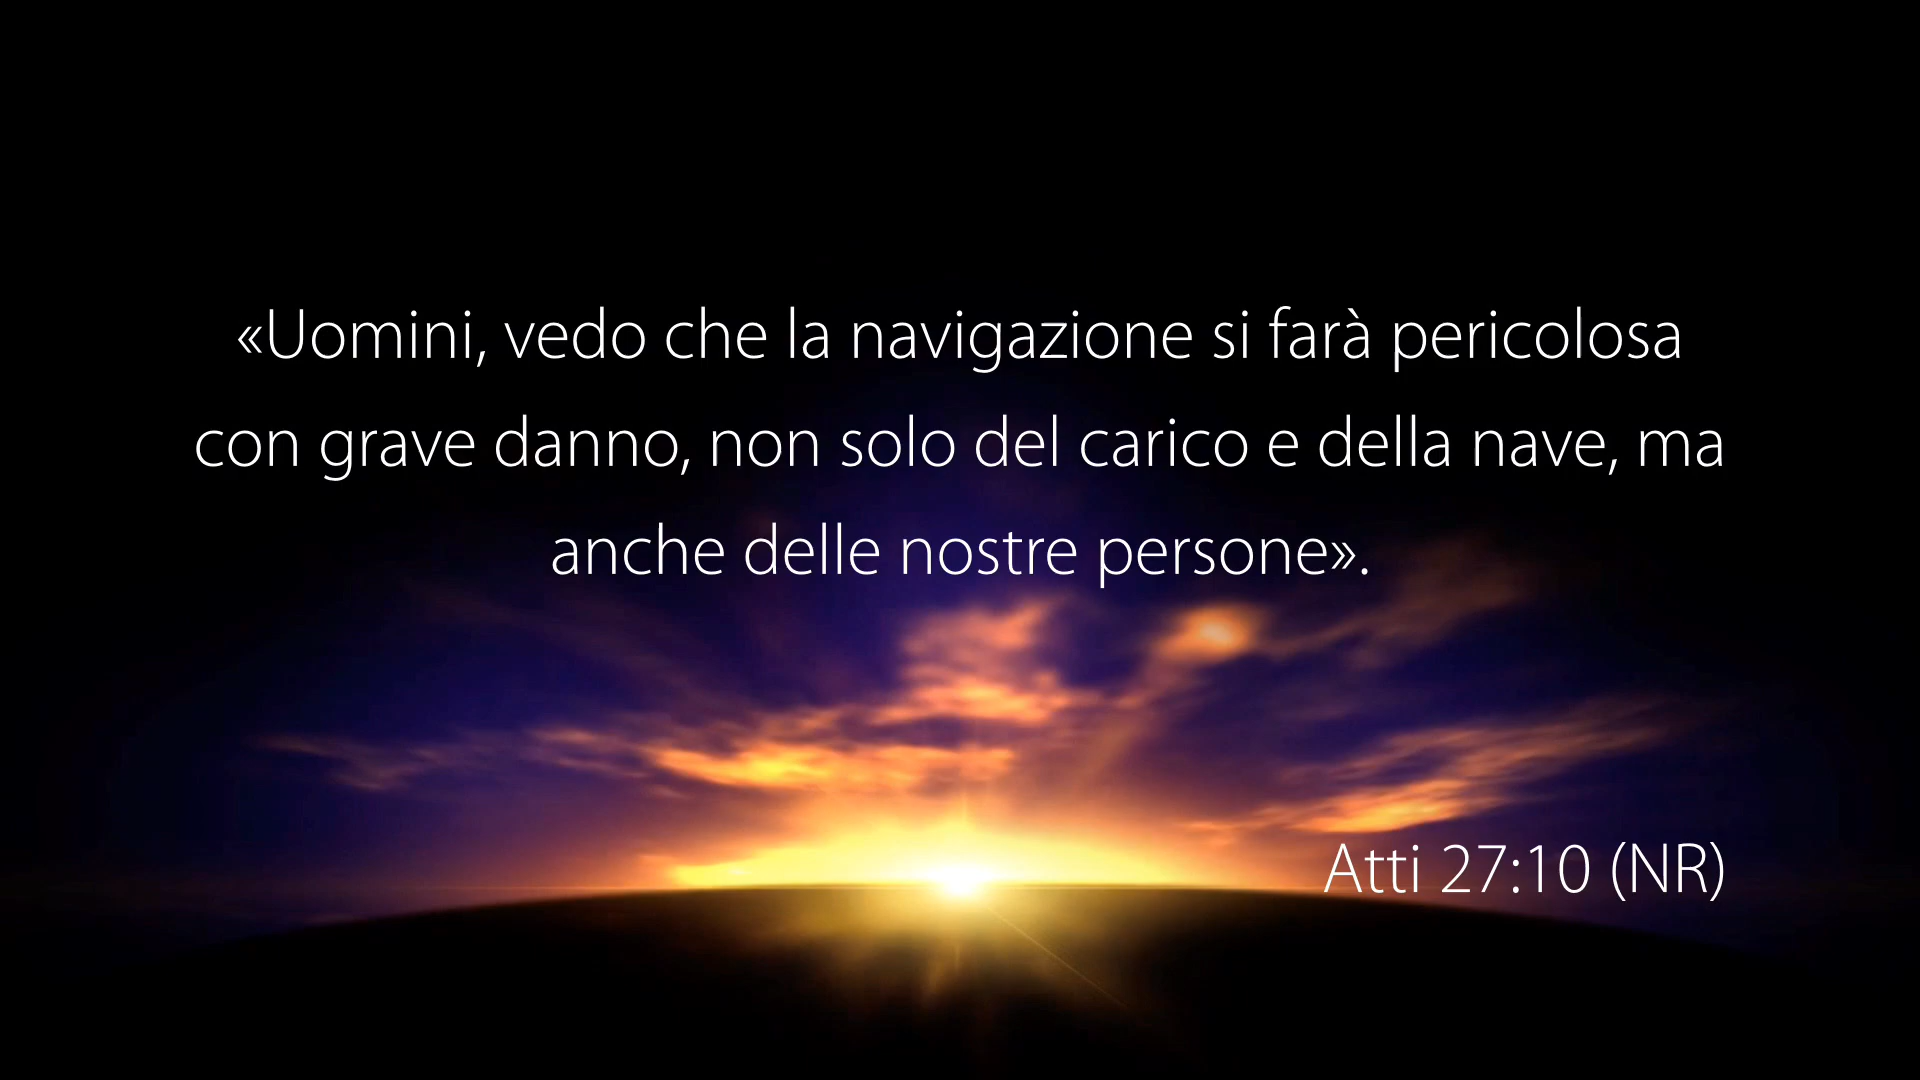 «Uomini, vedo che la navigazione si farà pericolosa
con grave danno, non solo del carico e della nave, ma
anche delle nostre persone».
Atti 27:10 (NR)